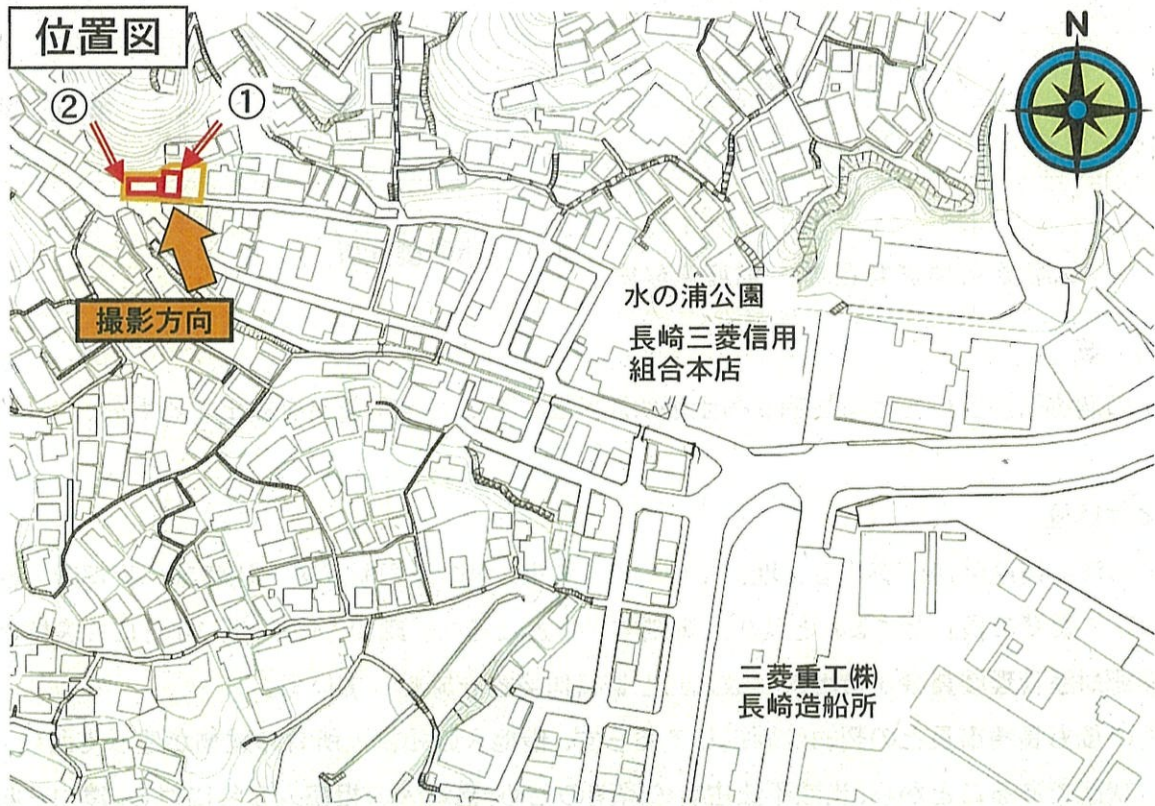 位置図
N
②
①
撮影方向
水の浦公園
長崎三菱信用
組合本店
三菱重工㈱
長崎造船所